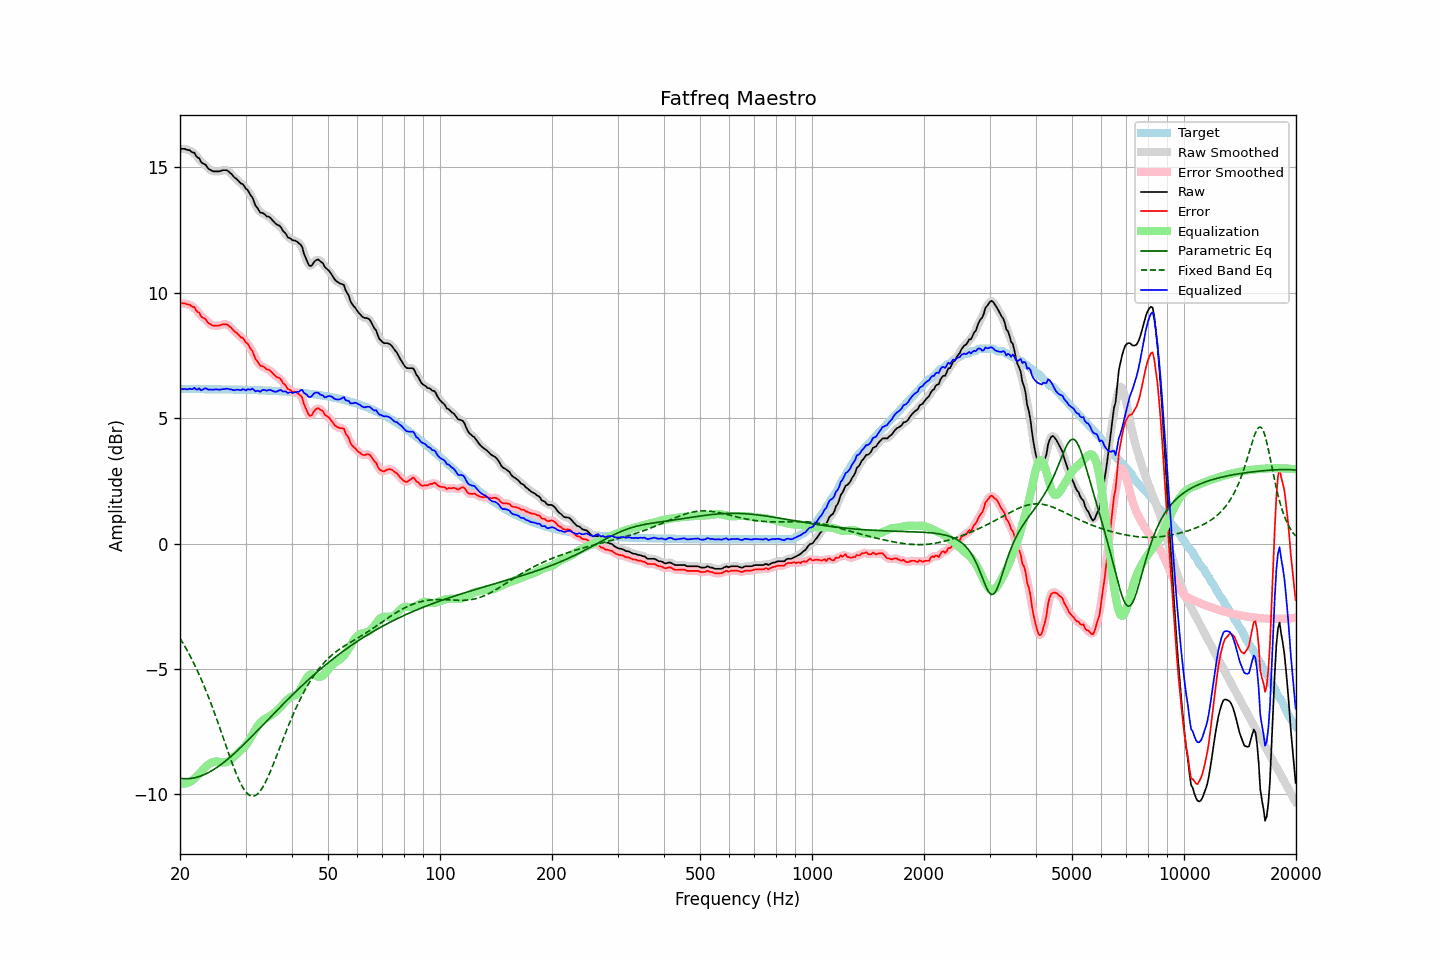 Fatfreq Maestro
Target
Raw Smoothed
Error Smoothed
Raw
Error
Equalization
Parametric Eq
Fixed Band Eq
Equalized
15
10
5
0
−5
−10
Amplitude (dBr)
20
50
100
200
500
1000
2000
5000
10000
20000
Frequency (Hz)